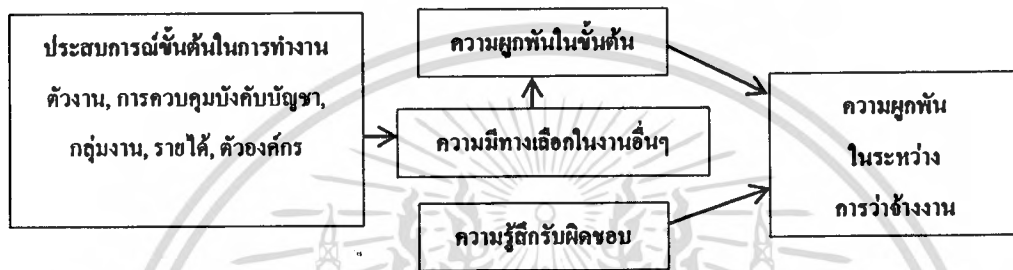 ประสบการณ์ขั้นต้นในการทำงาน
ตัวงาน, การควบคุมบังคับบัญชา,
กลุ่มงาน, รายได้, ตัวองค์กร
ความผูกพันในขั้นต้น
ความมีทางเลือกในงานอื่นๆ
ความรู้สึกรับผิดชอบ
ความผูกพัน
ในระหว่าง
การว่าจ้างงาน